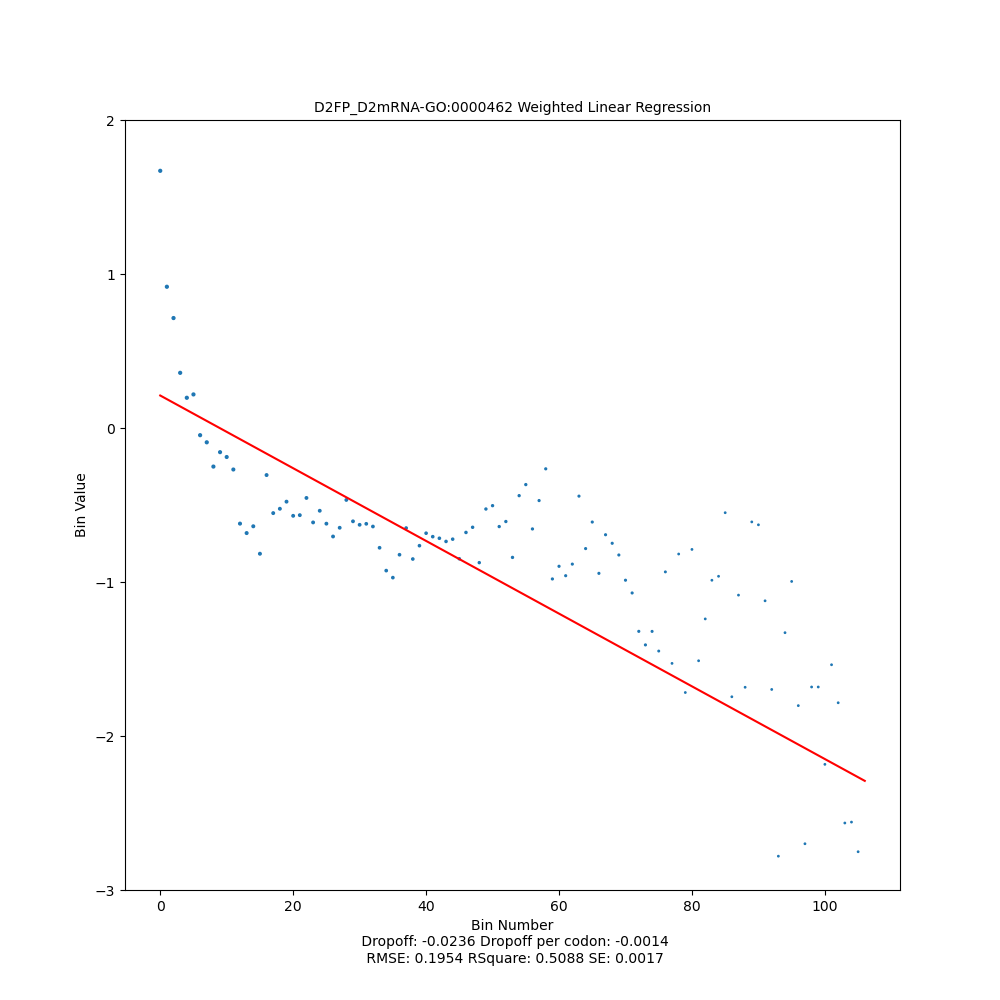 D2FP_D2mRNA-GO:0000462 Weighted Linear Regression
2
1
0
−1
−2
−3
Bin Value
0 20 40 60 80 100
Bin Number
Dropoff: -0.0236 Dropoff per codon: -0.0014
RMSE: 0.1954 RSquare: 0.5088 SE: 0.0017